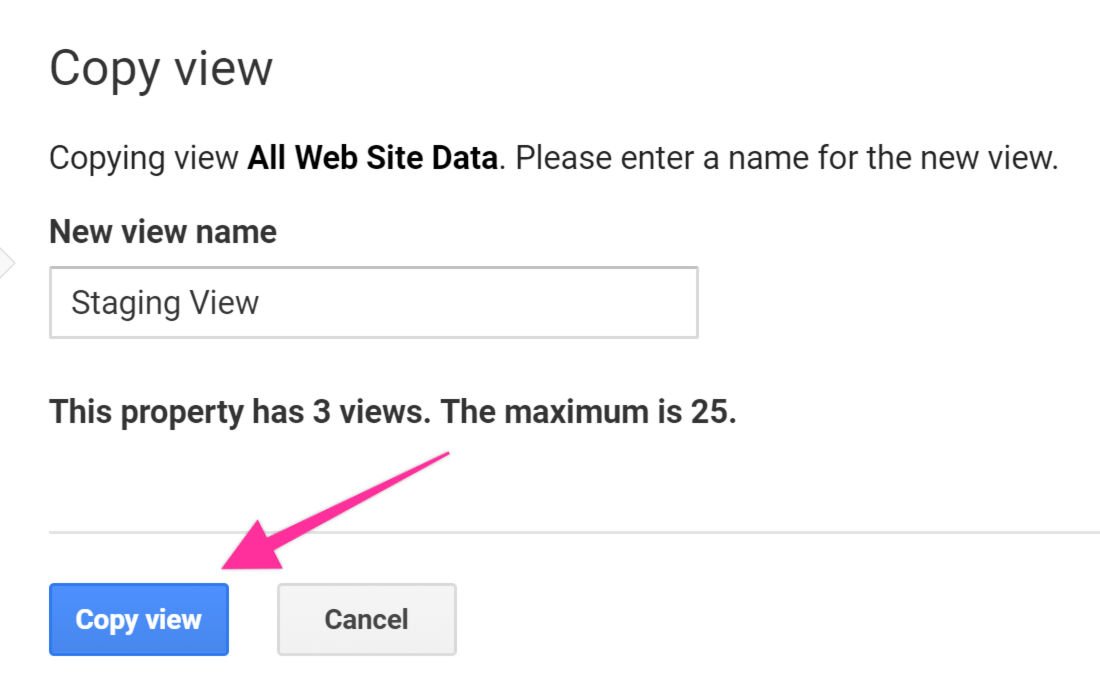 Copy view
Copying view All Web Site Data. Please enter a name for the new view.
New view name
Staging View
This property has 3 views. The maximum is 25.
Copy view
Cancel